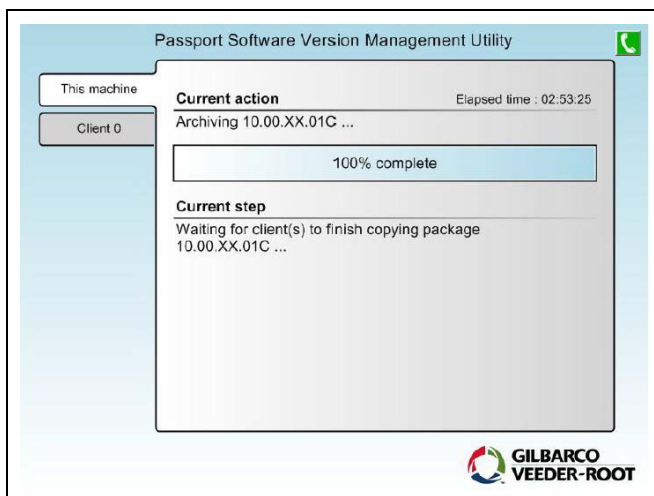 Passport Software Version Management Utility
This machine
Client 0
Current action
Elapsed time : 02:53:25
Archiving 10.00.XX.01C ...
100% complete
Current step
Waiting for client(s) to finish copying package
10.00.XX.01C ...
GILBARCO
VEEDER-ROOT